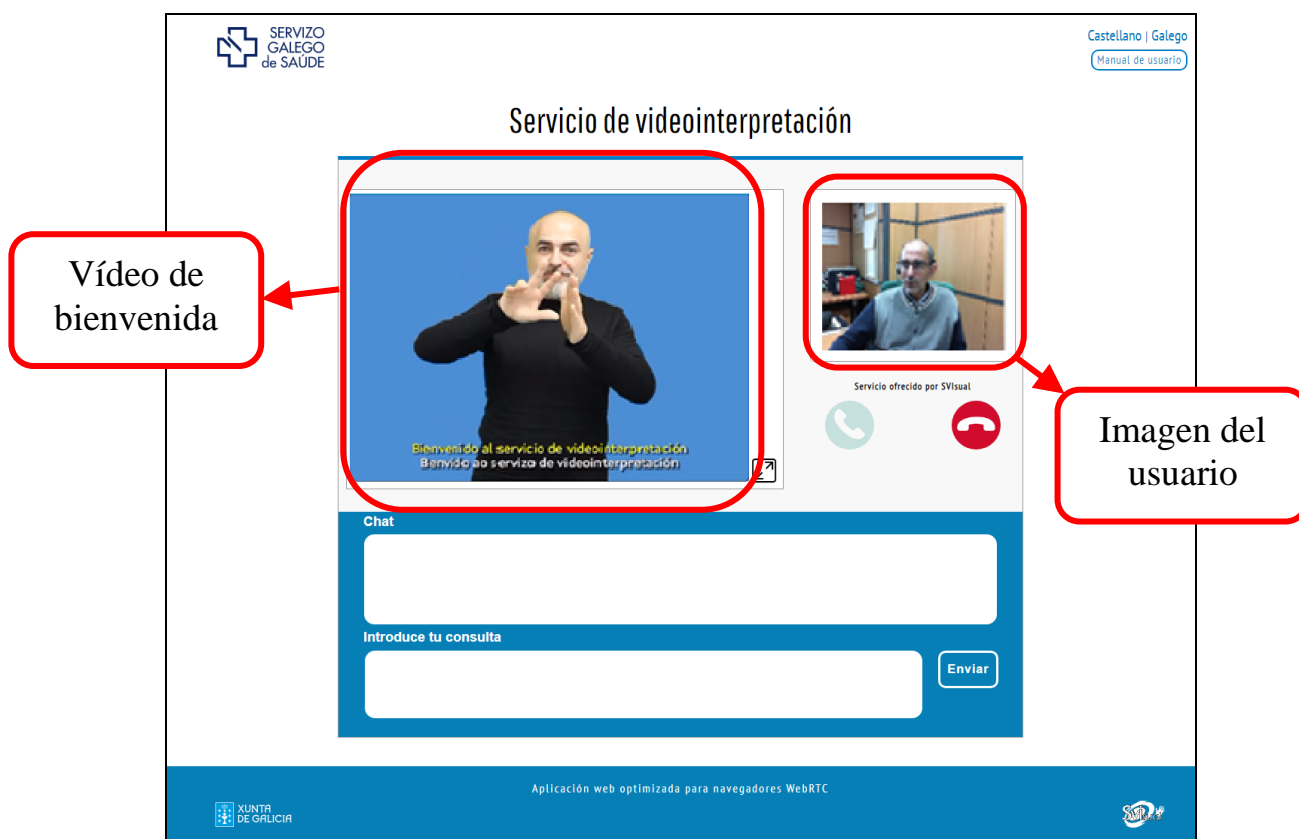 SERVIZO
GALEGO
de SAÚDE
Castellano | Galego
Manual de usuario
Servicio de videointerpretación
Vídeo de
bienvenida
Bienvenido al servicio de videointerpretación
Benvido ao servizo de videointerpretación
Servicio ofrecido por SVIsual
Imagen del
usuario
Chat
Introduce tu consulta
Enviar
Aplicación web optimizada para navegadores WebRTC
XUNTA
DE GALICIA
SVIsual